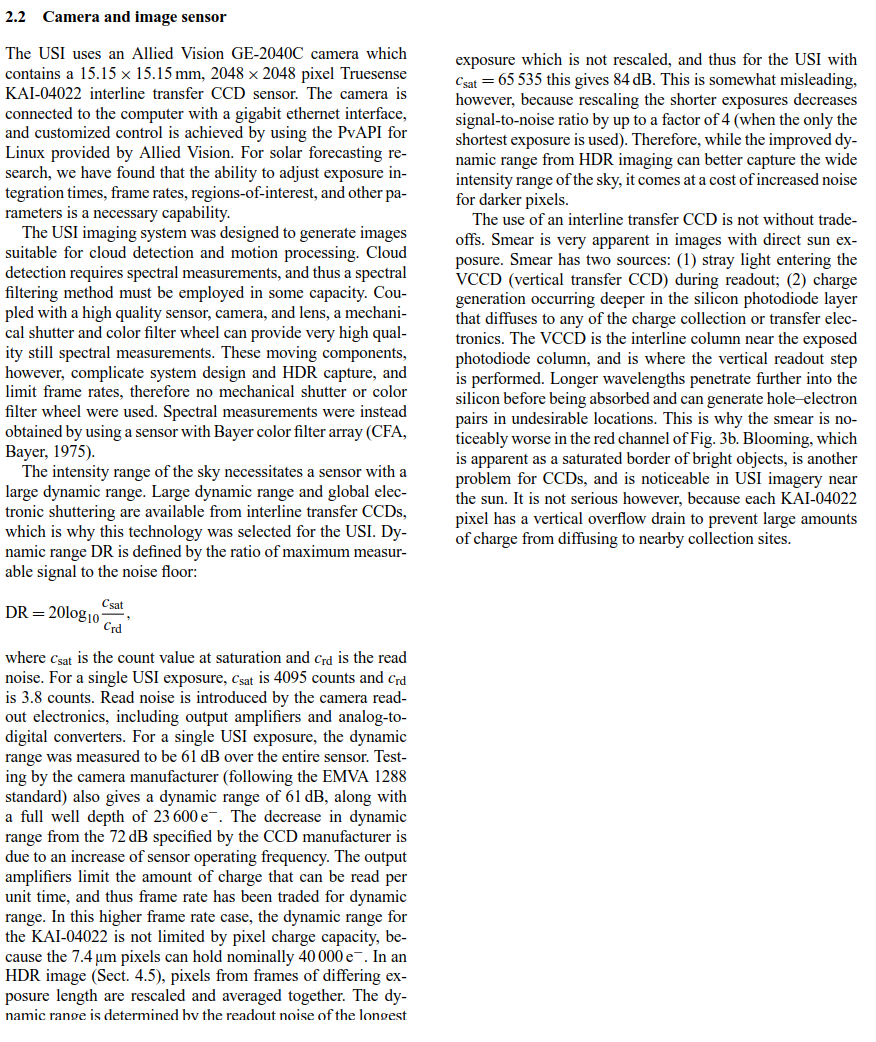 2.2 Camera and image sensor
The USI uses an Allied Vision GE-2040C camera which
contains a 15.15 × 15.15 mm, 2048 × 2048 pixel Truesense
KAI-04022 interline transfer CCD sensor. The camera is
connected to the computer with a gigabit ethernet interface,
and customized control is achieved by using the PvAPI for
Linux provided by Allied Vision. For solar forecasting re-
search, we have found that the ability to adjust exposure in-
tegration times, frame rates, regions-of-interest, and other pa-
rameters is a necessary capability.
The USI imaging system was designed to generate images
suitable for cloud detection and motion processing. Cloud
detection requires spectral measurements, and thus a spectral
filtering method must be employed in some capacity. Cou-
pled with a high quality sensor, camera, and lens, a mechani-
cal shutter and color filter wheel can provide very high qual-
ity still spectral measurements. These moving components,
however, complicate system design and HDR capture, and
limit frame rates, therefore no mechanical shutter or color
filter wheel were used. Spectral measurements were instead
obtained by using a sensor with Bayer color filter array (CFA,
Bayer, 1975).
The intensity range of the sky necessitates a sensor with a
large dynamic range. Large dynamic range and global elec-
tronic shuttering are available from interline transfer CCDs,
which is why this technology was selected for the USI. Dy-
namic range DR is defined by the ratio of maximum measur-
able signal to the noise floor:
DR = 20log10 csat/crd,
where csat is the count value at saturation and crd is the read
noise. For a single USI exposure, csat is 4095 counts and crd
is 3.8 counts. Read noise is introduced by the camera read-
out electronics, including output amplifiers and analog-to-
digital converters. For a single USI exposure, the dynamic
range was measured to be 61 dB over the entire sensor. Test-
ing by the camera manufacturer (following the EMVA 1288
standard) also gives a dynamic range of 61 dB, along with
a full well depth of 23 600 e⁻. The decrease in dynamic
range from the 72 dB specified by the CCD manufacturer is
due to an increase of sensor operating frequency. The output
amplifiers limit the amount of charge that can be read per
unit time, and thus frame rate has been traded for dynamic
range. In this higher frame rate case, the dynamic range for
the KAI-04022 is not limited by pixel charge capacity, be-
cause the 7.4 µm pixels can hold nominally 40 000 e⁻. In an
HDR image (Sect. 4.5), pixels from frames of differing ex-
posure length are rescaled and averaged together. The dy-
namic range is determined by the readout noise of the longest
exposure which is not rescaled, and thus for the USI with
csat = 65 535 this gives 84 dB. This is somewhat misleading,
however, because rescaling the shorter exposures decreases
signal-to-noise ratio by up to a factor of 4 (when the only the
shortest exposure is used). Therefore, while the improved dy-
namic range from HDR imaging can better capture the wide
intensity range of the sky, it comes at a cost of increased noise
for darker pixels.
The use of an interline transfer CCD is not without trade-
offs. Smear is very apparent in images with direct sun ex-
posure. Smear has two sources: (1) stray light entering the
VCCD (vertical transfer CCD) during readout; (2) charge
generation occurring deeper in the silicon photodiode layer
that diffuses to any of the charge collection or transfer elec-
tronics. The VCCD is the interline column near the exposed
photodiode column, and is where the vertical readout step
is performed. Longer wavelengths penetrate further into the
silicon before being absorbed and can generate hole–electron
pairs in undesirable locations. This is why the smear is no-
ticeably worse in the red channel of Fig. 3b. Blooming, which
is apparent as a saturated border of bright objects, is another
problem for CCDs, and is noticeable in USI imagery near
the sun. It is not serious however, because each KAI-04022
pixel has a vertical overflow drain to prevent large amounts
of charge from diffusing to nearby collection sites.